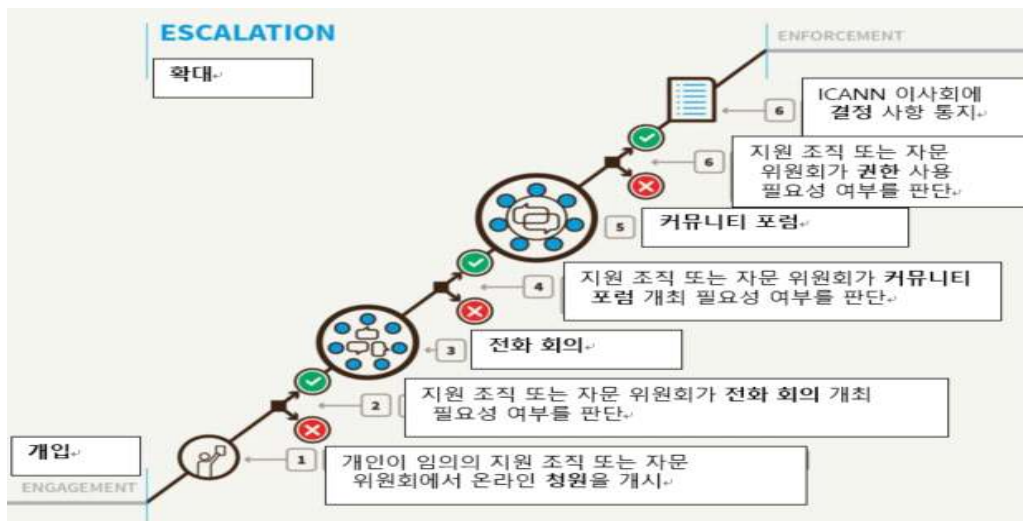 ESCALATION
확대
ENFORCEMENT
6
ICANN 이사회에
결정 사항 통지
6
지원 조직 또는 자문
위원회가 권한 사용
필요성 여부를 판단
5
커뮤니티 포럼
4
지원 조직 또는 자문 위원회가 커뮤니티
포럼 개최 필요성 여부를 판단
3
전화 회의
2
지원 조직 또는 자문 위원회가 전화 회의 개최
필요성 여부를 판단
개입
1
개인이 임의의 지원 조직 또는 자문
위원회에서 온라인 청원을 개시
ENGAGEMENT